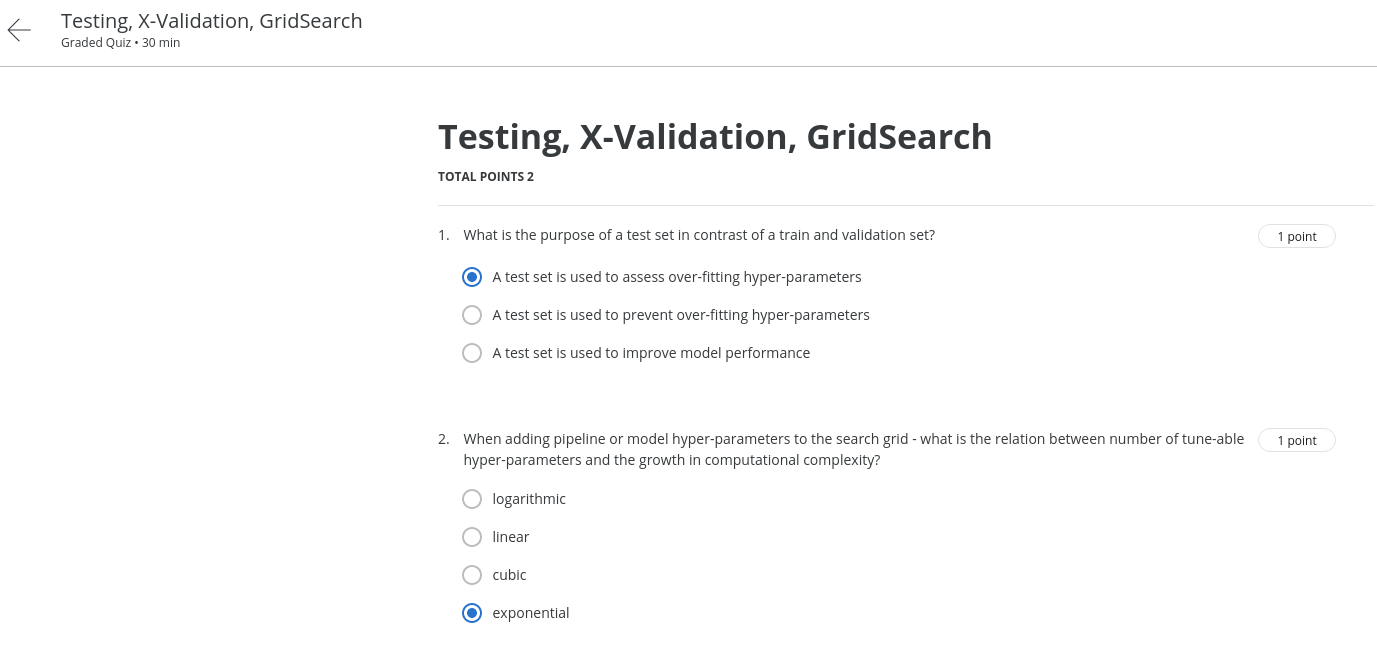 Testing, X-Validation, GridSearch
Graded Quiz • 30 min
Testing, X-Validation, GridSearch
TOTAL POINTS 2
1. What is the purpose of a test set in contrast of a train and validation set?
1 point
A test set is used to assess over-fitting hyper-parameters
A test set is used to prevent over-fitting hyper-parameters
A test set is used to improve model performance
2. When adding pipeline or model hyper-parameters to the search grid - what is the relation between number of tune-able
hyper-parameters and the growth in computational complexity?
1 point
logarithmic
linear
cubic
exponential